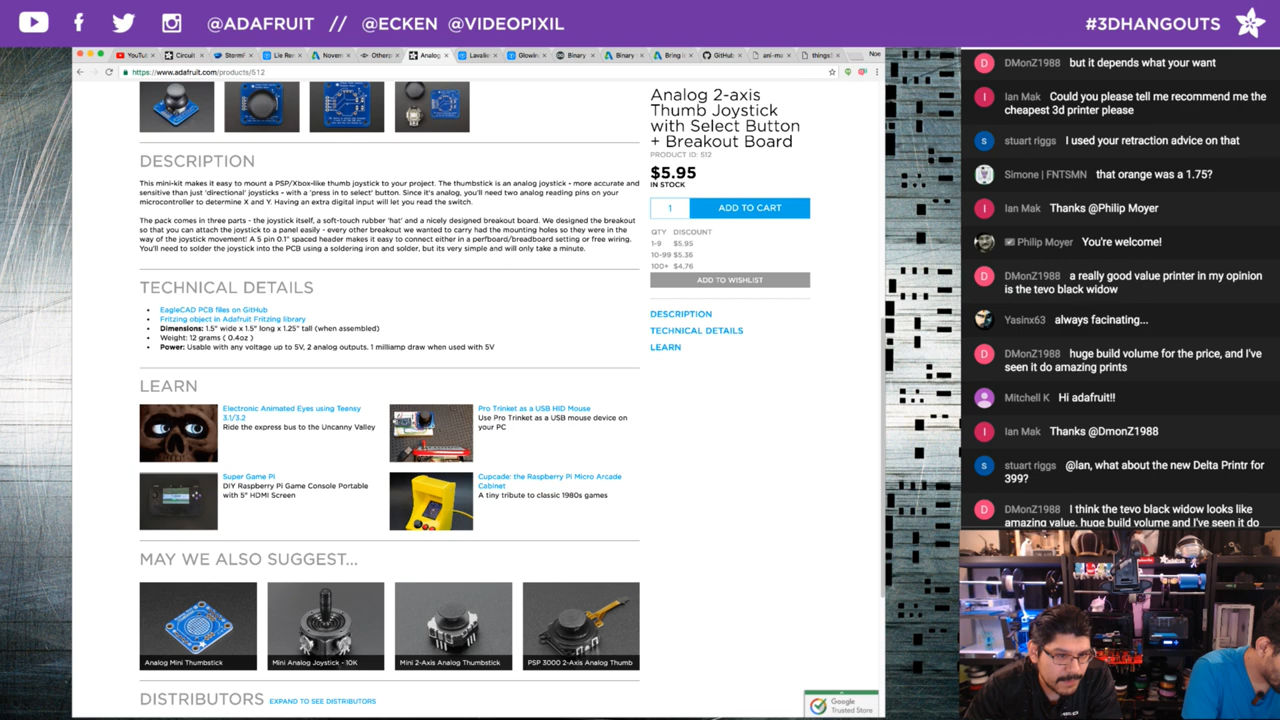 @ADAFRUIT // @ECKEN @VIDEOPIXIL
#3DHANGOUTS
YouTu
Circuit
StemF
Lie Re
Novem
Otherp
Analog
Lavali
Glowin
Binary
Binary
Bring
GitHub
ani-ma
things
Noe
https://www.adafruit.com/products/512
DESCRIPTION
This mini-kit makes it easy to mount a PSP/Xbox-like thumb joystick to your project. The thumbstick is an analog joystick - more accurate and
sensitive than just 'directional' joysticks - with a 'press in to select' button. Since it's analog, you'll need two analog reading pins on your
microcontroller to determine X and Y. Having an extra digital input will let you read the switch.
The pack comes in three parts - the joystick itself, a soft-touch rubber 'hat' and a nicely designed breakout board. We designed the breakout
so that you can attach the joystick to a panel easily - every other breakout we wanted to carry had the mounting holes so they were in the
way of the joystick movement! A 5 pin 0.1" spaced header makes it easy to connect either in a perfboard/breadboard setting or free wiring.
You'll need to solder the joystick into the PCB using a soldering iron and solder, but its very simple and will only take a minute.
TECHNICAL DETAILS
• EagleCAD PCB files on GitHub
• Fritzing object in Adafruit Fritzing library
• Dimensions: 1.5" wide x 1.5" long x 1.25" tall (when assembled)
• Weight: 12 grams ( 0.4oz )
• Power: Usable with any voltage up to 5V, 2 analog outputs. 1 milliamp draw when used with 5V
LEARN
Electronic Animated Eyes using Teensy
3.1/3.2
Ride the express bus to the Uncanny Valley
Pro Trinket as a USB HID Mouse
Use Pro Trinket as a USB mouse device on
your PC
Super Game Pi
DIY Raspberry Pi Game Console Portable
with 5" HDMI Screen
Cupcade: the Raspberry Pi Micro Arcade
Cabinet
A tiny tribute to classic 1980s games
MAY WE ALSO SUGGEST...
Analog Mini Thumbstick
Mini Analog Joystick - 10K
Mini 2-Axis Analog Thumbstick
PSP 3000 2-Axis Analog Thumb
DISTRIBUTORS EXPAND TO SEE DISTRIBUTORS
Analog 2-axis
Thumb Joystick
with Select Button
+ Breakout Board
PRODUCT ID: 512
$5.95
IN STOCK
1 ADD TO CART
QTY DISCOUNT
1-9 $5.95
10-99 $5.36
100+ $4.76
ADD TO WISHLIST
DESCRIPTION
TECHNICAL DETAILS
LEARN
Google
Trusted Store
D DMonZ1988 but it depends what your want
I Ian Mak Could you please tell me or recommend me the
cheapest 3d printer?
S stuart riggs
D DMonZ1988
Simone | FNTSMN that orange was a 1.75?
I Ian Mak Thanks Philip Moyer
Philip Moyer You're welcome!
D DMonZ1988 a really good value printer in my opinion
is the tevo black widow
Yasin5233 always facinating...
D DMonZ1988 huge build volume for the price, and I've
seen it do amazing prints
Mitchell K Hi adafruit!!
I Ian Mak Thanks @DmonZ1988
S stuart riggs @Ian, what about the new Delta Printer for
399?
D DMonZ1988 I think the tevo black widow looks like
amazing value. huge build volume and I've seen it do